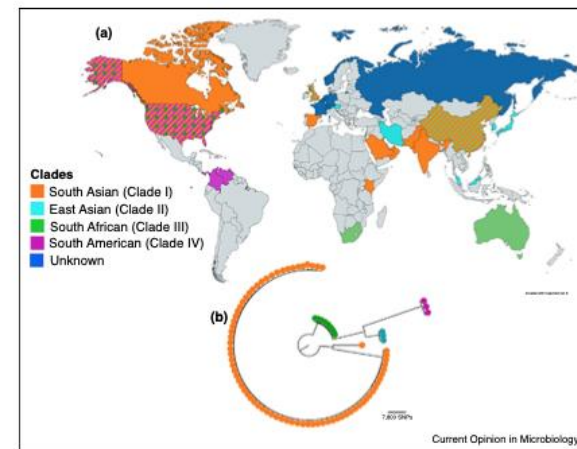 (a)
Clades
South Asian (Clade I)
East Asian (Clade II)
South African (Clade III)
South American (Clade IV)
Unknown
(b)
7,800 SNPs
Current Opinion in Microbiology